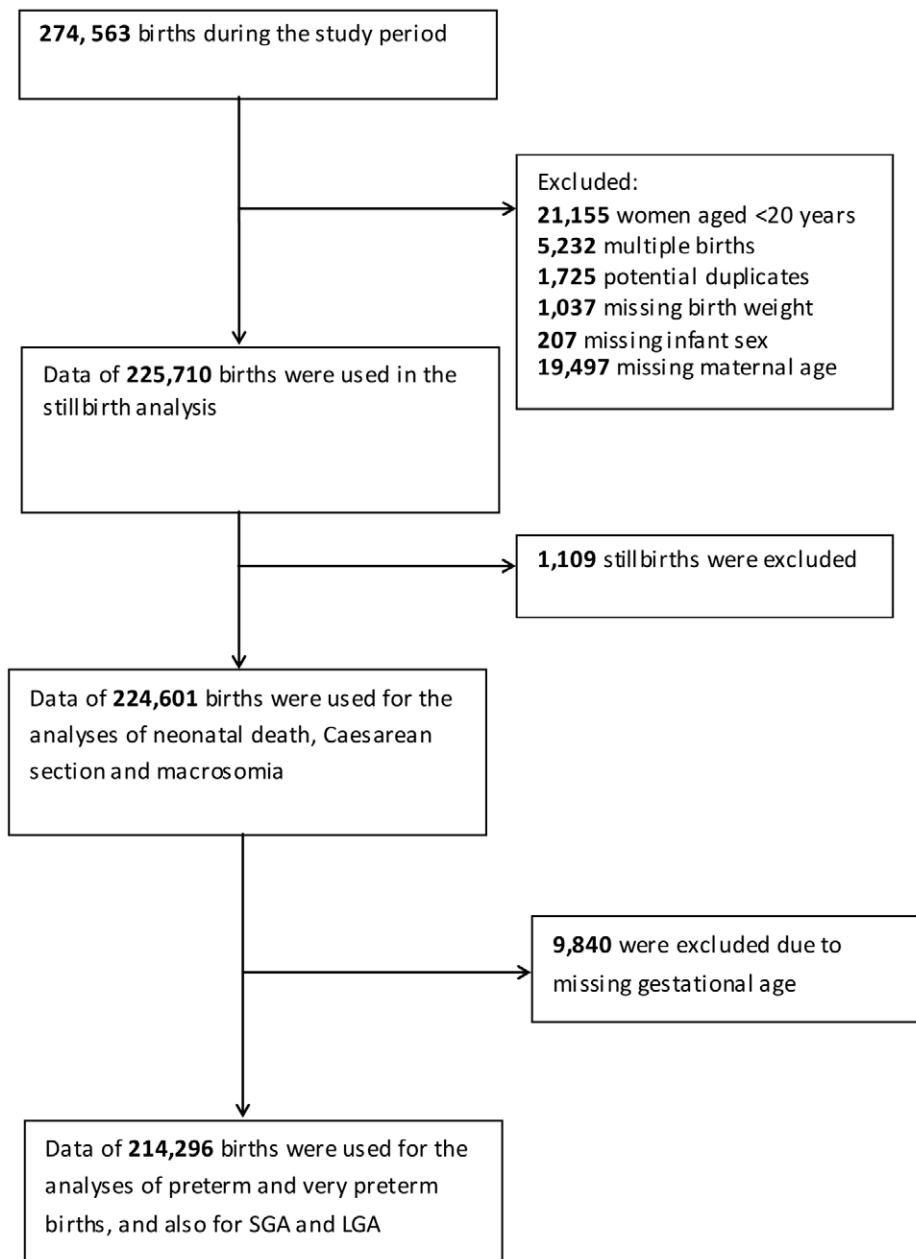 274, 563 births during the study period
Excluded:
21,155 women aged <20 years
5,232 multiple births
1,725 potential duplicates
1,037 missing birth weight
207 missing infant sex
19,497 missing maternal age
Data of 225,710 births were used in the
stillbirth analysis
1,109 stillbirths were excluded
Data of 224,601 births were used for the
analyses of neonatal death, Caesarean
section and macrosomia
9,840 were excluded due to
missing gestational age
Data of 214,296 births were used for the
analyses of preterm and very preterm
births, and also for SGA and LGA